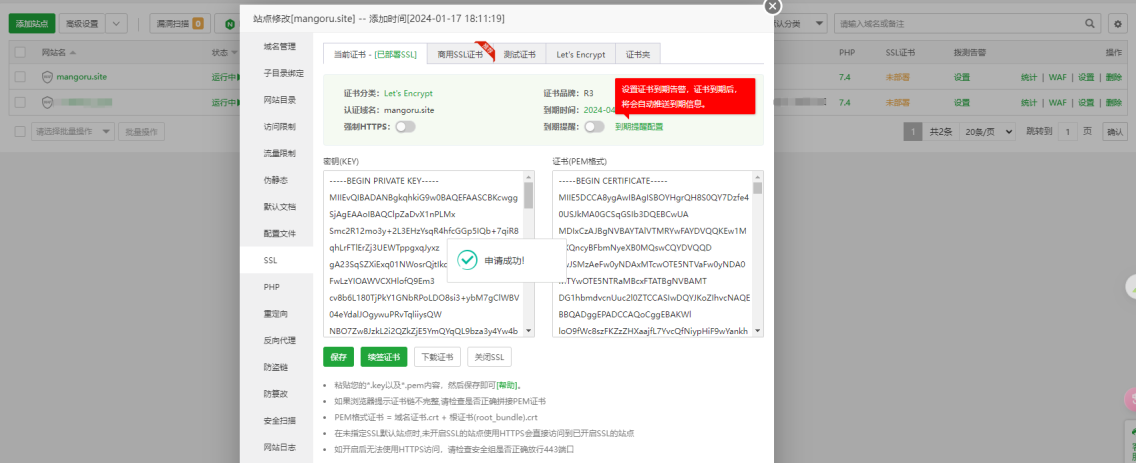 站点修改[mangoru.site] -- 添加时间[2024-01-17 18:11:19]
添加站点
高级设置
漏洞扫描 0
默认分类
请输入域名或备注
网站名
状态
PHP
SSL证书
拨测告警
操作
mangoru.site
运行中
7.4
未部署
设置
统计 | WAF | 设置 | 删除
运行中
7.4
未部署
设置
统计 | WAF | 设置 | 删除
请选择批量操作
批量操作
1
共2条
20条/页
跳转到
1
页
确认
域名管理
子目录绑定
网站目录
访问限制
流量限制
伪静态
默认文档
配置文件
SSL
PHP
重定向
反向代理
防盗链
防篡改
安全扫描
网站日志
当前证书 - [已部署SSL]
商用SSL证书
测试证书
Let's Encrypt
证书夹
证书分类: Let's Encrypt
证书品牌: R3
认证域名: mangoru.site
到期时间: 2024-04
强制HTTPS:
到期提醒:
到期提醒配置
设置证书到期告警，证书到期后，
将会自动推送到期信息。
密钥(KEY)
-----BEGIN PRIVATE KEY-----
MIIEvQIBADANBgkqhkiG9w0BAQEFAASCBKcwgg
SjAgEAAoIBAQClpZaDvX1nPLMx
Smc2R12mo3y+2L3EHzYsqR4hfcGGp5IQb+7qiR8
qhLrFTlErZj3UEWTppgxqJyxz
gA23SqSZXiExq01NWosrQjtIkc
FwLzYIOAWVCXHlofQ9Em3
cv8b6L180TjPkY1GNbRPoLDO8si3+ybM7gClWBV
04eYdalJOgywuPRvTqliiysQW
NBO7Zw8JzkL2i2QZkZjE5YmQYqQL9bza3y4Yw4b
证书(PEM格式)
-----BEGIN CERTIFICATE-----
MIIE5DCCA8ygAwIBAgISBOYHgrQH8S0QY7Dzfe4
0USJkMA0GCSqGSIb3DQEBCwUA
MDIxCzAJBgNVBAYTAlVTMRYwFAYDVQQKEw1M
XQncyBFbmNyeXB0MQswCQYDVQQD
wJSMzAeFw0yNDAxMTcwOTE5NTVaFw0yNDA0
MTYwOTE5NTRaMBcxFTATBgNVBAMT
DG1hbmdvcnUuc2l0ZTCCASIwDQYJKoZIhvcNAQE
BBQADggEPADCCAQoCggEBAKWl
loO9fWc8szFKZzZHXaajfL7YvcQfNiypHiF9wYankh
申请成功!
保存
续签证书
下载证书
关闭SSL
粘贴您的*.key以及*.pem内容，然后保存即可[帮助]。
如果浏览器提示证书链不完整,请检查是否正确拼接PEM证书
PEM格式证书 = 域名证书.crt + 根证书(root_bundle).crt
在未指定SSL默认站点时,未开启SSL的站点使用HTTPS会直接访问到已开启SSL的站点
如开启后无法使用HTTPS访问，请检查安全组是否正确放行443端口